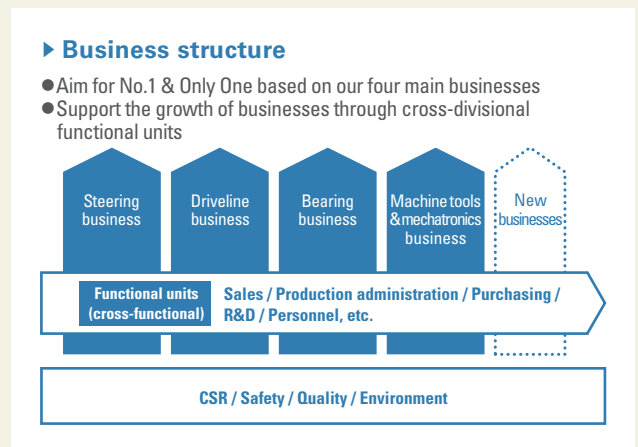 Business structure
●Aim for No.1 & Only One based on our four main businesses
●Support the growth of businesses through cross-divisional
functional units
Steering
business
Driveline
business
Bearing
business
Machine tools
& mechatronics
business
New
businesses
Functional units
(cross-functional)
Sales / Production administration / Purchasing /
R&D / Personnel, etc.
CSR / Safety / Quality / Environment